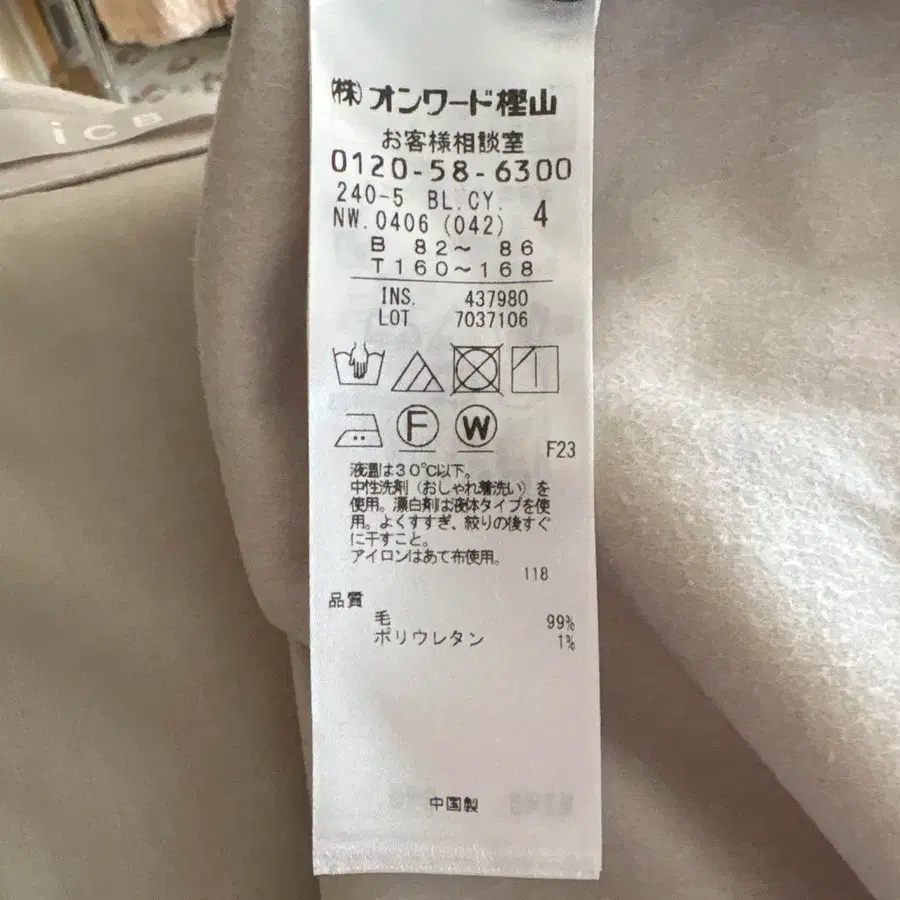 iCB
(株)オンワード樫山
お客様相談室
0120-58-6300
240-5 BL.CY. 4
NW.0406 (042)
B 82～ 86
T160～168
INS. 437980
LOT 7037106
F W
F23
液温は30℃以下。
中性洗剤（おしゃれ着洗い）を
使用。漂白剤は液体タイプを使
用。よくすすぎ、絞りの後すぐ
に干すこと。
アイロンはあて布使用。
118
品質
毛 99%
ポリウレタン 1%
中国製